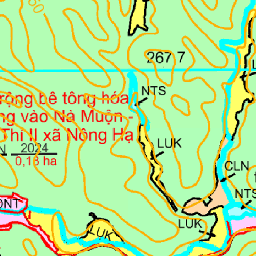 267 7
NTS
rộng bê tông hóa
ng vào Nà Muộn -
Thi II xã Nông Hạ
LUK
N 2024
0,18 ha
CLN
NTS
ONT
LUK
LUK